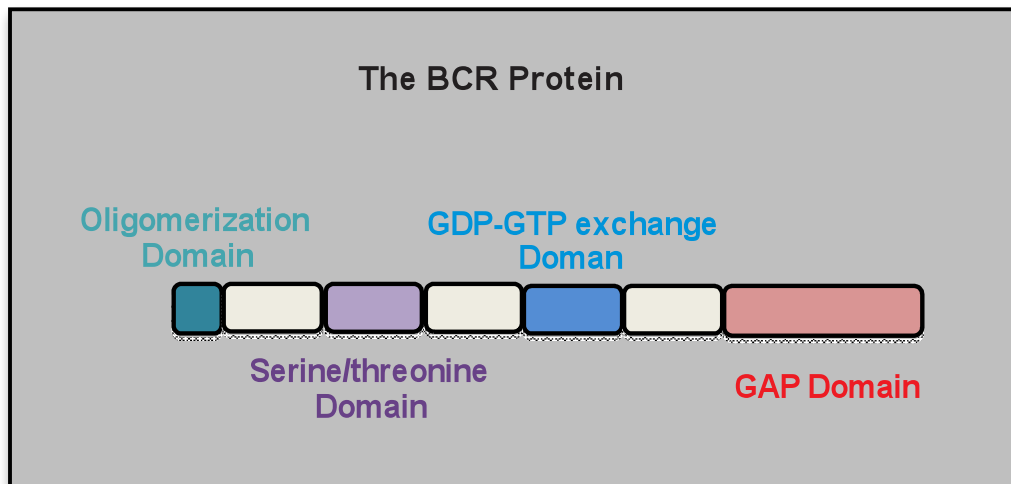 The BCR Protein
Oligomerization
Domain
GDP-GTP exchange
Doman
Serine/threonine
Domain
GAP Domain